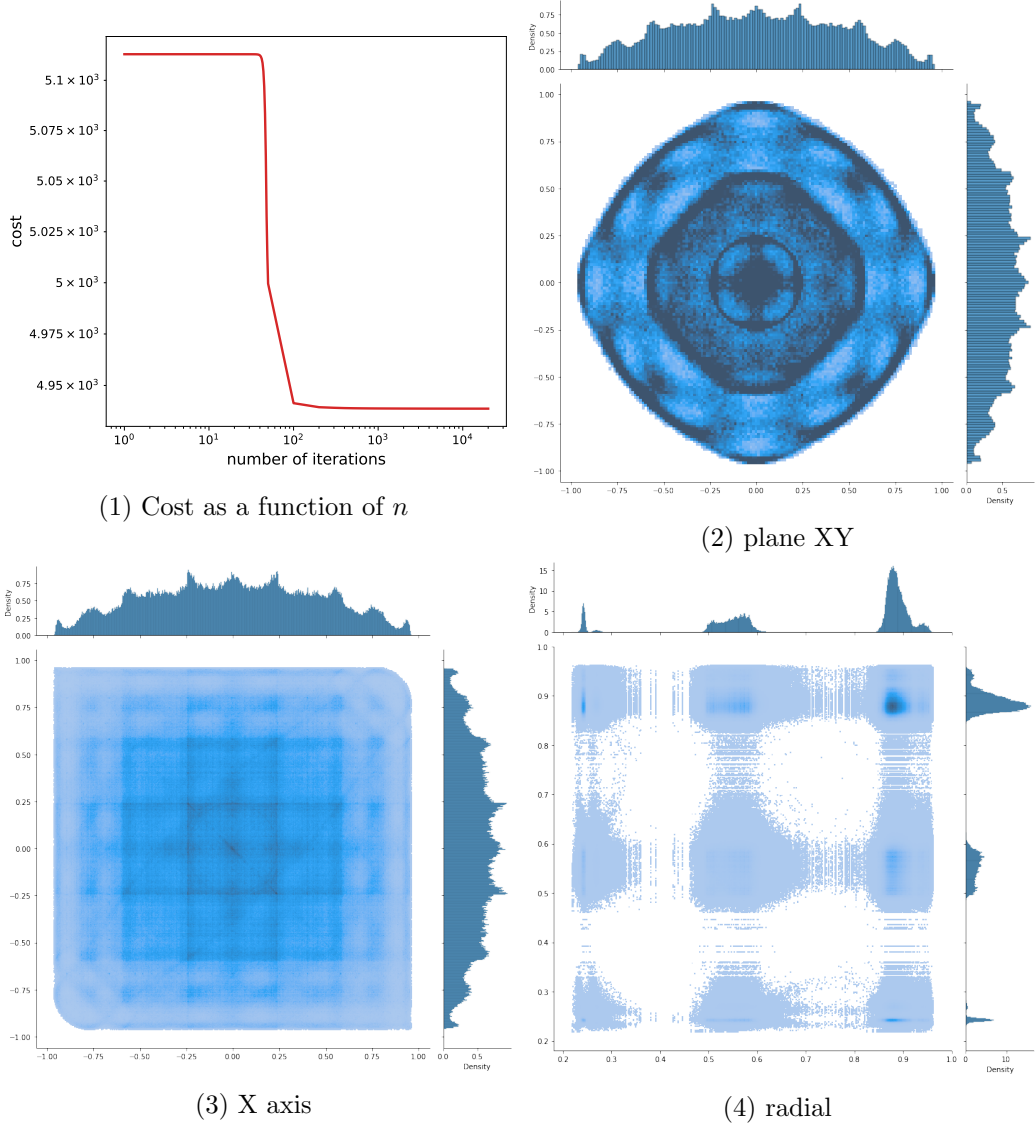 5.1 × 10³
5.075 × 10³
5.05 × 10³
5.025 × 10³
5 × 10³
4.975 × 10³
4.95 × 10³
cost
10⁰ 10¹ 10² 10³ 10⁴
number of iterations
(1) Cost as a function of n
Density
0.75
0.50
0.25
0.00
1.00
0.75
0.50
0.25
0.00
−0.25
−0.50
−0.75
−1.00
−1.00 −0.75 −0.50 −0.25 0.00 0.25 0.50 0.75 1.00
0.0 0.5
Density
(2) plane XY
Density
0.75
0.50
0.25
0.00
1.00
0.75
0.50
0.25
0.00
−0.25
−0.50
−0.75
−1.00
−1.00 −0.75 −0.50 −0.25 0.00 0.25 0.50 0.75 1.00
0.0 0.5
Density
(3) X axis
Density
15
10
5
0
1.0
0.9
0.8
0.7
0.6
0.5
0.4
0.3
0.2
0.2 0.3 0.4 0.5 0.6 0.7 0.8 0.9 1.0
0 10
Density
(4) radial